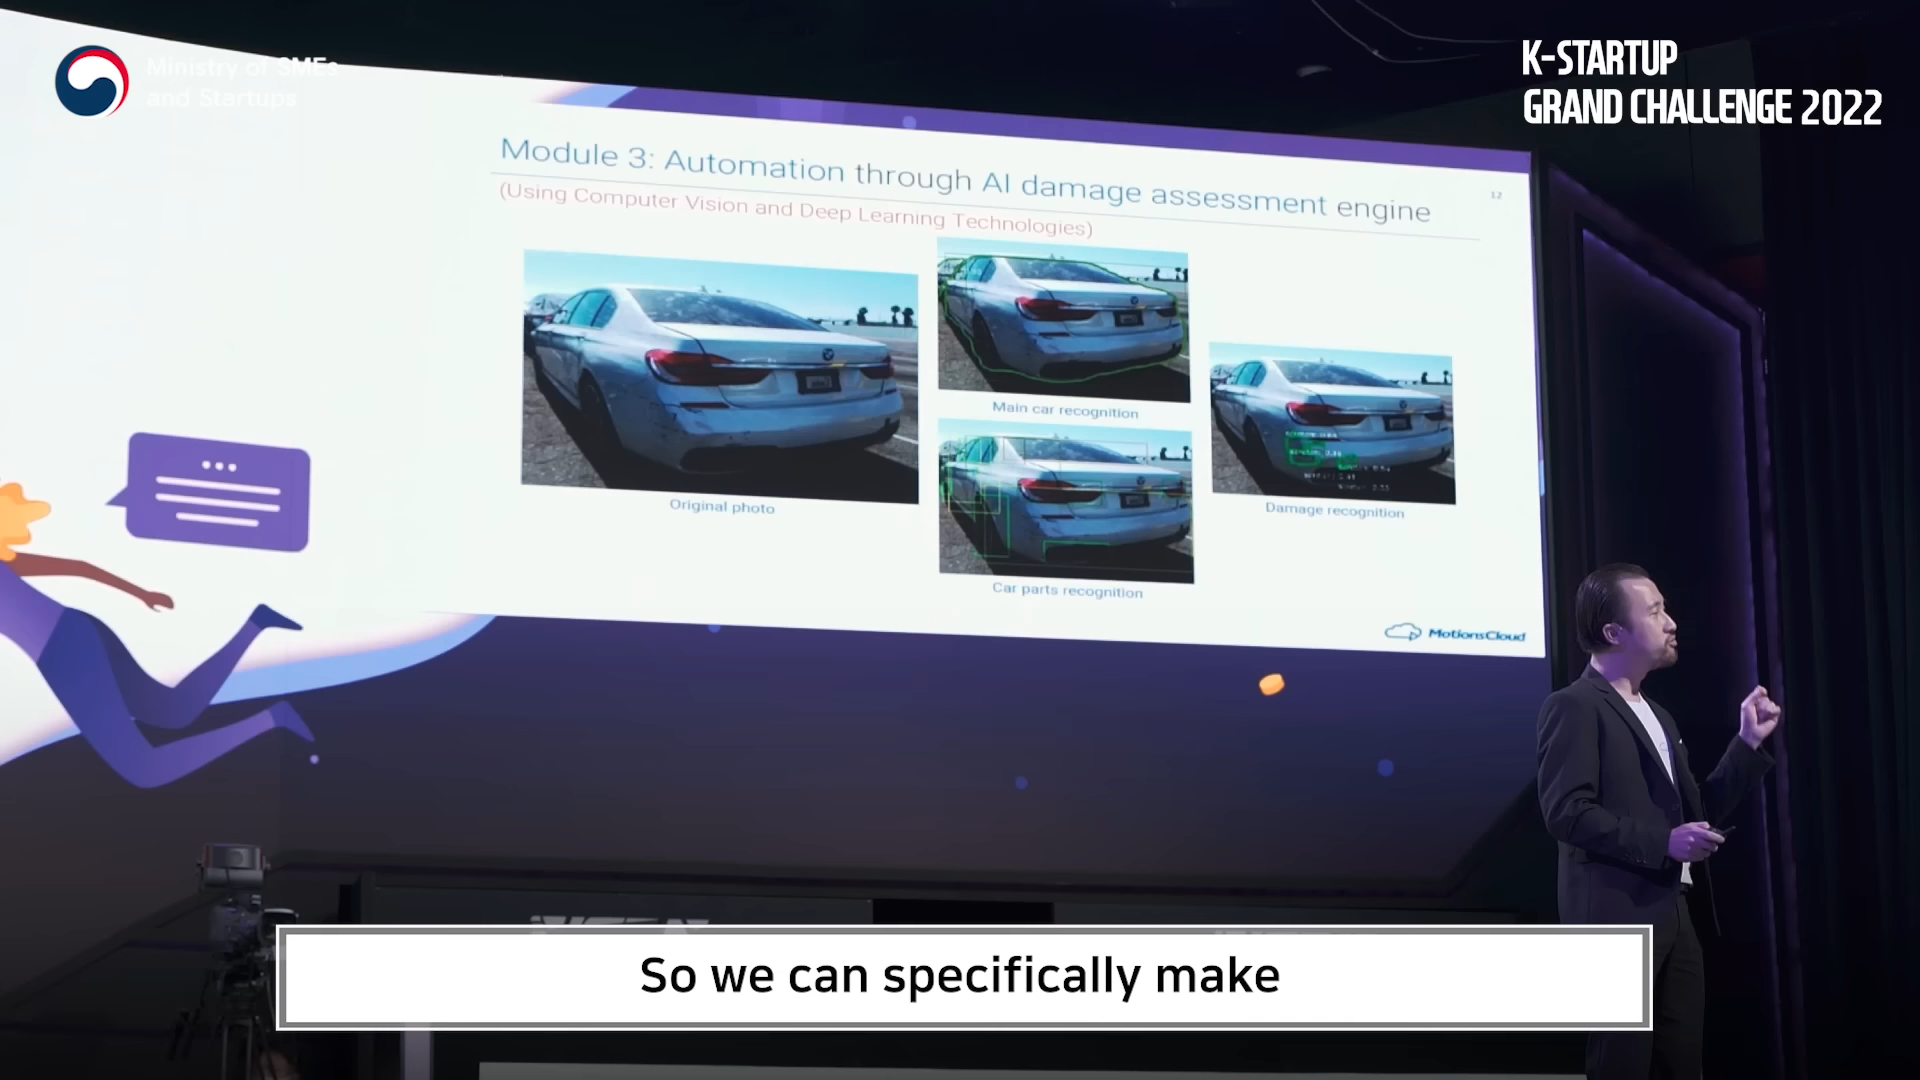 Ministry of SMEs
and Startups
K-STARTUP
GRAND CHALLENGE 2022
Module 3: Automation through AI damage assessment engine
12
(Using Computer Vision and Deep Learning Technologies)
Original photo
Main car recognition
Car parts recognition
Damage recognition
MotionsCloud
So we can specifically make